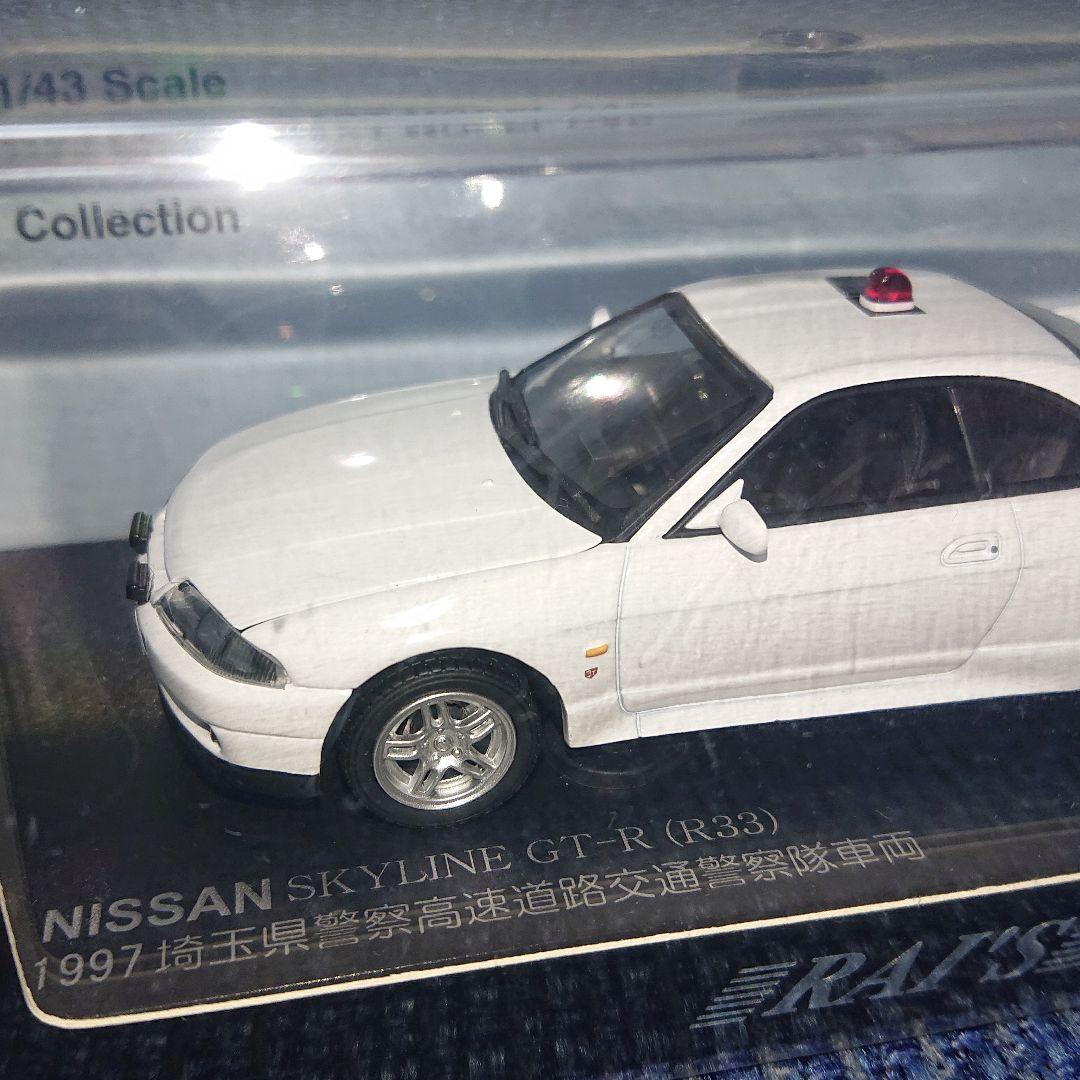 1/43 Scale
Collection
NISSAN SKYLINE GT-R (R33)
1997 埼玉県警察高速道路交通警察隊車両
RAI'S